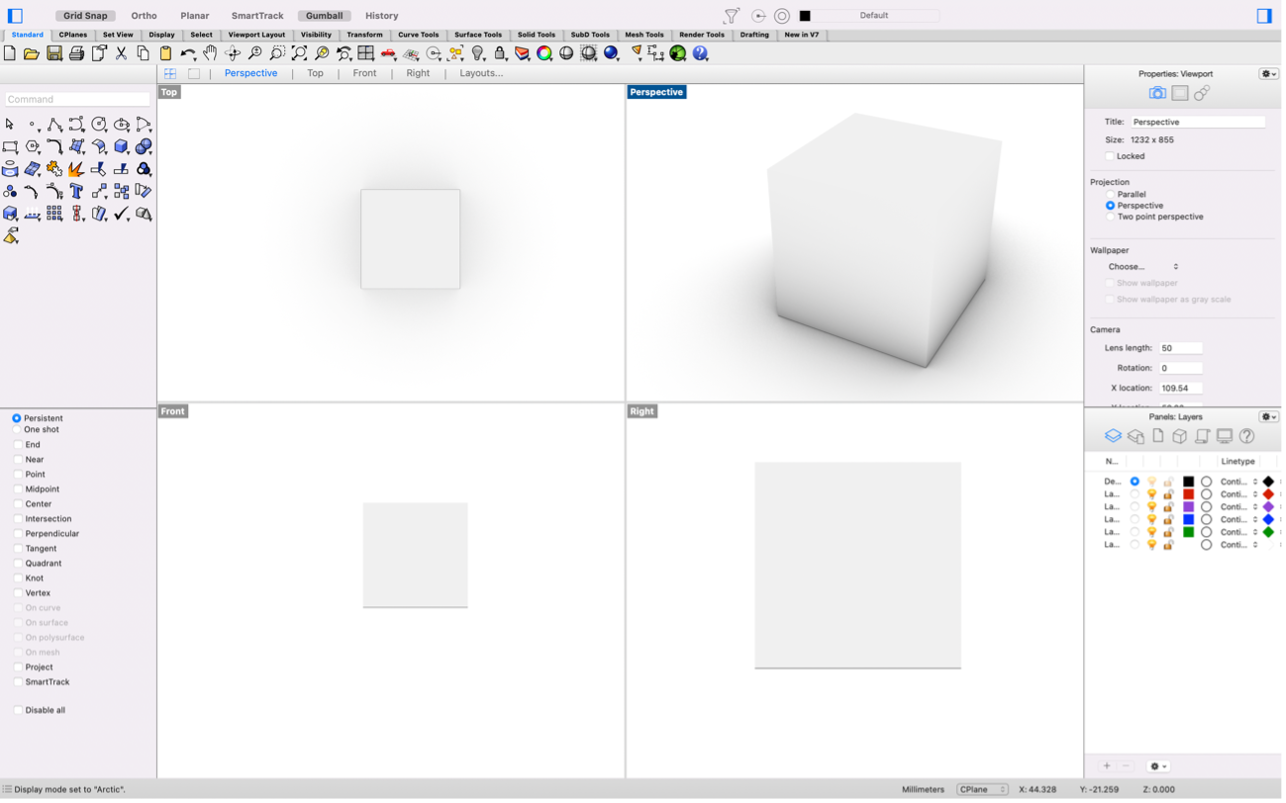 Grid Snap Ortho Planar SmartTrack Gumball History Default
Standard CPlanes Set View Display Select Viewport Layout Visibility Transform Curve Tools Surface Tools Solid Tools SubD Tools Mesh Tools Render Tools Drafting New in V7
Perspective Top Front Right Layouts...
Command
Top
Perspective
Front
Right
Persistent
One shot
End
Near
Point
Midpoint
Center
Intersection
Perpendicular
Tangent
Quadrant
Knot
Vertex
On curve
On surface
On polysurface
On mesh
Project
SmartTrack
Disable all
Properties: Viewport
Title: Perspective
Size: 1232 x 855
Locked
Projection
Parallel
Perspective
Two point perspective
Wallpaper
Choose...
Show wallpaper
Show wallpaper as gray scale
Camera
Lens length: 50
Rotation: 0
X location: 109.54
Panels: Layers
N... Linetype
De... Conti...
La... Conti...
La... Conti...
La... Conti...
La... Conti...
La... Conti...
Display mode set to "Arctic".
Millimeters CPlane X: 44.328 Y: -21.259 Z: 0.000